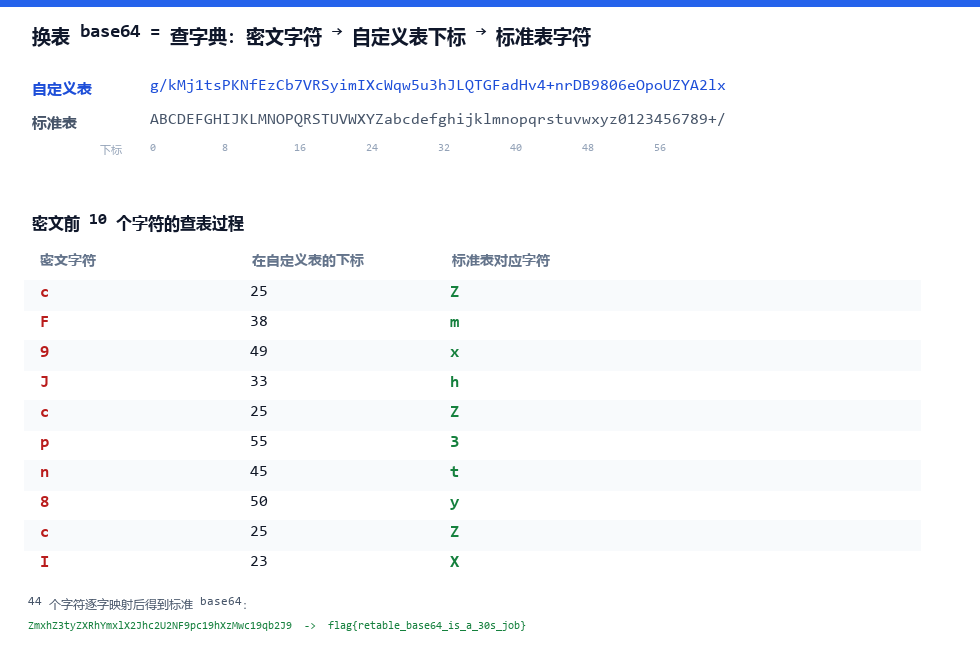 换表 base64 = 查字典：密文字符 → 自定义表下标 → 标准表字符
自定义表 g/kMj1tsPKNfEzCb7VRSyimIXcWqw5u3hJLQTGFadHv4+nrDB9806eOpoUZYA2lx
标准表 ABCDEFGHIJKLMNOPQRSTUVWXYZabcdefghijklmnopqrstuvwxyz0123456789+/
下标 0 8 16 24 32 40 48 56
密文前 10 个字符的查表过程
密文字符 在自定义表的下标 标准表对应字符
c 25 Z
F 38 m
9 49 x
J 33 h
c 25 Z
p 55 3
n 45 t
8 50 y
c 25 Z
I 23 X
44 个字符逐字映射后得到标准 base64：
ZmxhZ3tyZXRhYmxlX2Jhc2U2NF9pc19hXzMwc19qb2J9 -> flag{retable_base64_is_a_30s_job}